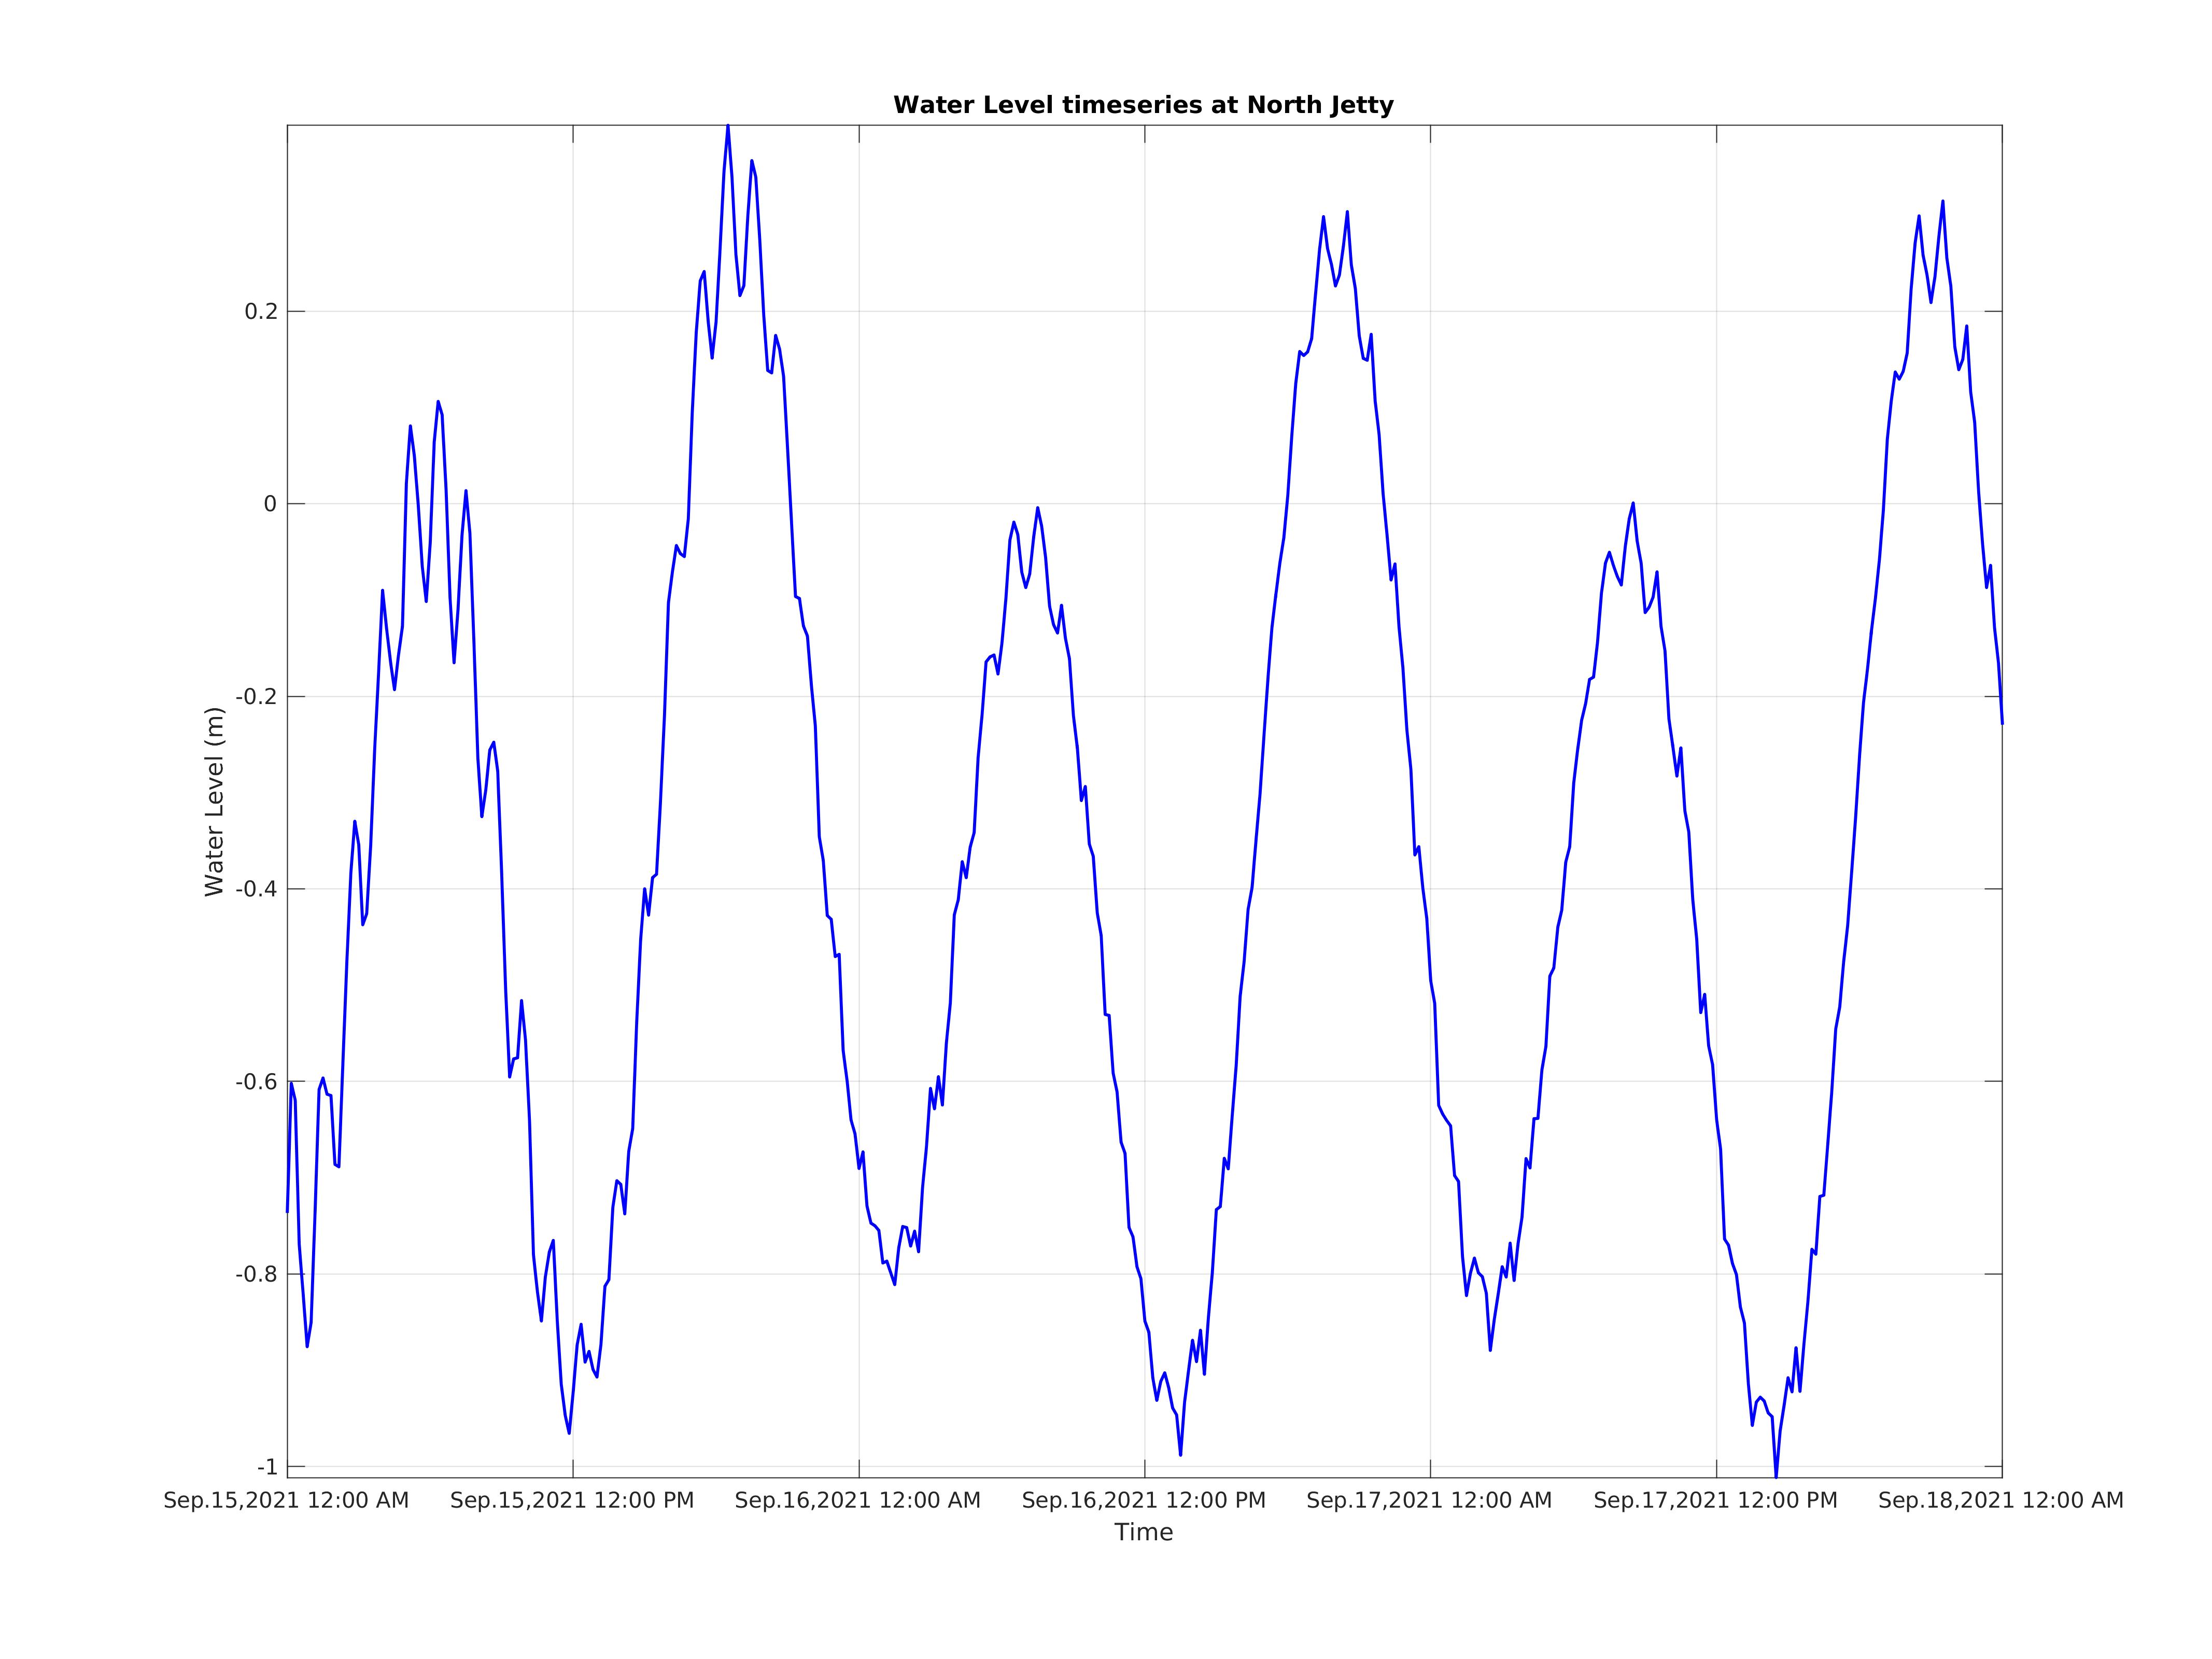 Water Level timeseries at North Jetty
0.2
0
-0.2
-0.4
-0.6
-0.8
-1
Water Level (m)
Sep.15,2021 12:00 AM
Sep.15,2021 12:00 PM
Sep.16,2021 12:00 AM
Sep.16,2021 12:00 PM
Sep.17,2021 12:00 AM
Sep.17,2021 12:00 PM
Sep.18,2021 12:00 AM
Time